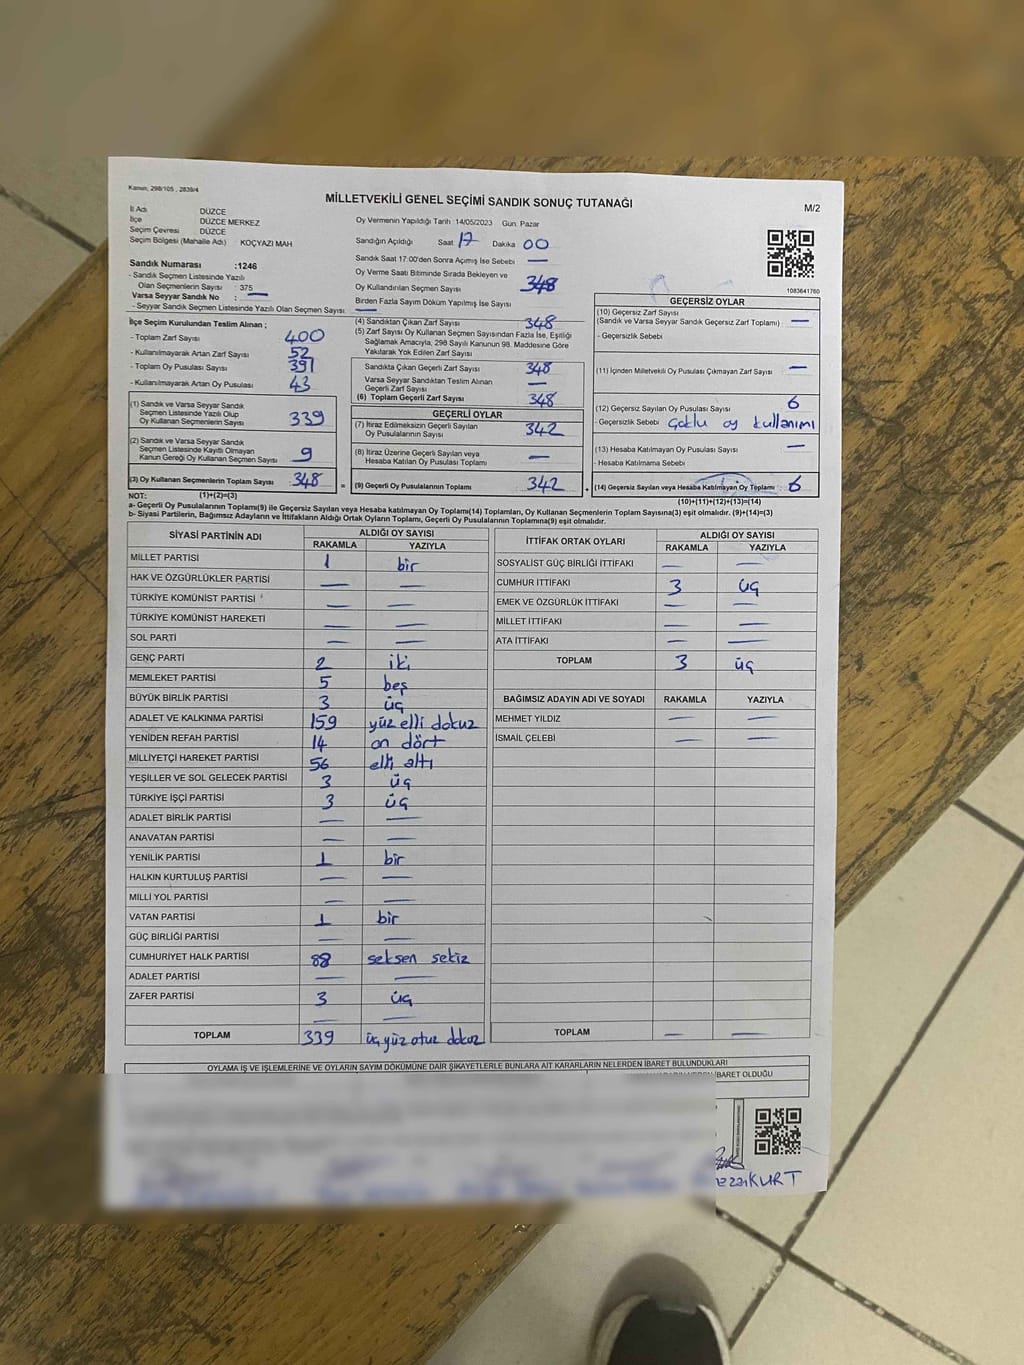 Kanun, 298/105 , 2839/4
MİLLETVEKİLİ GENEL SEÇİMİ SANDIK SONUÇ TUTANAĞI
M/2
İl Adı DÜZCE
İlçe DÜZCE MERKEZ
Seçim Çevresi DÜZCE
Seçim Bölgesi (Mahalle Adı) KOÇYAZI MAH
Sandık Numarası :1246
- Sandık Seçmen Listesinde Yazılı
Olan Seçmenlerin Sayısı : 375
Varsa Seyyar Sandık No : —
- Seyyar Sandık Seçmen Listesinde Yazılı Olan Seçmen Sayısı —
Oy Vermenin Yapıldığı Tarih :14/05/2023 Gün: Pazar
Sandığın Açıldığı Saat 17 Dakika 00
Sandık Saat 17:00'den Sonra Açılmış İse Sebebi —
Oy Verme Saati Bitiminde Sırada Bekleyen ve
Oy Kullandırılan Seçmen Sayısı 348
Birden Fazla Sayım Döküm Yapılmış İse Sayısı
1083641760
İlçe Seçim Kurulundan Teslim Alınan ;
- Toplam Zarf Sayısı 400
- Kullanılmayarak Artan Zarf Sayısı 52
- Toplam Oy Pusulası Sayısı 391
- Kullanılmayarak Artan Oy Pusulası 43
(1) Sandık ve Varsa Seyyar Sandık
Seçmen Listesinde Yazılı Olup
Oy Kullanan Seçmenlerin Sayısı 339
(2) Sandık ve Varsa Seyyar Sandık
Seçmen Listesinde Kayıtlı Olmayan
Kanun Gereği Oy Kullanan Seçmen Sayısı 9
(3) Oy Kullanan Seçmenlerin Toplam Sayısı 348 =
(4) Sandıktan Çıkan Zarf Sayısı 348
(5) Zarf Sayısı Oy Kullanan Seçmen Sayısından Fazla İse, Eşitliği
Sağlamak Amacıyla, 298 Sayılı Kanunun 98. Maddesine Göre
Yakılarak Yok Edilen Zarf Sayısı
Sandıkta Çıkan Geçerli Zarf Sayısı 348
Varsa Seyyar Sandıktan Teslim Alınan
Geçerli Zarf Sayısı —
(6) Toplam Geçerli Zarf Sayısı 348
GEÇERLİ OYLAR
(7) İtiraz Edilmeksizin Geçerli Sayılan
Oy Pusulalarının Sayısı 342
(8) İtiraz Üzerine Geçerli Sayılan veya
Hesaba Katılan Oy Pusulası Toplamı —
(9) Geçerli Oy Pusulalarının Toplamı 342 +
GEÇERSİZ OYLAR
(10) Geçersiz Zarf Sayısı
(Sandık ve Varsa Seyyar Sandık Geçersiz Zarf Toplamı) —
- Geçersizlik Sebebi
(11) İçinden Milletvekili Oy Pusulası Çıkmayan Zarf Sayısı —
(12) Geçersiz Sayılan Oy Pusulası Sayısı 6
- Geçersizlik Sebebi Çoklu oy kullanımı
(13) Hesaba Katılmayan Oy Pusulası Sayısı —
- Hesaba Katılmama Sebebi
(14) Geçersiz Sayılan veya Hesaba Katılmayan Oy Toplamı : 6
NOT: (1)+(2)=(3) (10)+(11)+(12)+(13)=(14)
a- Geçerli Oy Pusulalarının Toplamı(9) ile Geçersiz Sayılan veya Hesaba katılmayan Oy Toplamı(14) Toplamları, Oy Kullanan Seçmenlerin Toplam Sayısına(3) eşit olmalıdır. (9)+(14)=(3)
b- Siyasi Partilerin, Bağımsız Adayların ve İttifakların Aldığı Ortak Oyların Toplamı, Geçerli Oy Pusulalarının Toplamına(9) eşit olmalıdır.
SİYASİ PARTİNİN ADI ALDIĞI OY SAYISI
RAKAMLA YAZIYLA
MİLLET PARTİSİ 1 bir
HAK VE ÖZGÜRLÜKLER PARTİSİ — —
TÜRKİYE KOMÜNİST PARTİSİ — —
TÜRKİYE KOMÜNİST HAREKETİ — —
SOL PARTİ — —
GENÇ PARTİ 2 iki
MEMLEKET PARTİSİ 5 beş
BÜYÜK BİRLİK PARTİSİ 3 üç
ADALET VE KALKINMA PARTİSİ 159 yüz elli dokuz
YENİDEN REFAH PARTİSİ 14 on dört
MİLLİYETÇİ HAREKET PARTİSİ 56 elli altı
YEŞİLLER VE SOL GELECEK PARTİSİ 3 üç
TÜRKİYE İŞÇİ PARTİSİ 3 üç
ADALET BİRLİK PARTİSİ — —
ANAVATAN PARTİSİ — —
YENİLİK PARTİSİ 1 bir
HALKIN KURTULUŞ PARTİSİ — —
MİLLİ YOL PARTİSİ — —
VATAN PARTİSİ 1 bir
GÜÇ BİRLİĞİ PARTİSİ — —
CUMHURİYET HALK PARTİSİ 88 seksen sekiz
ADALET PARTİSİ — —
ZAFER PARTİSİ 3 üç
— —
TOPLAM 339 üçyüz otuz dokuz
İTTİFAK ORTAK OYLARI ALDIĞI OY SAYISI
RAKAMLA YAZIYLA
SOSYALİST GÜÇ BİRLİĞİ İTTİFAKI — —
CUMHUR İTTİFAKI 3 üç
EMEK VE ÖZGÜRLÜK İTTİFAKI — —
MİLLET İTTİFAKI — —
ATA İTTİFAKI — —
TOPLAM 3 üç
BAĞIMSIZ ADAYIN ADI VE SOYADI RAKAMLA YAZIYLA
MEHMET YILDIZ — —
İSMAİL ÇELEBİ — —
TOPLAM — —
OYLAMA İŞ VE İŞLEMLERİNE VE OYLARIN SAYIM DÖKÜMÜNE DAİR ŞİKAYETLERLE BUNLARA AİT KARARLARIN NELERDEN İBARET BULUNDUKLARI
İBARET OLDUĞU
KURT